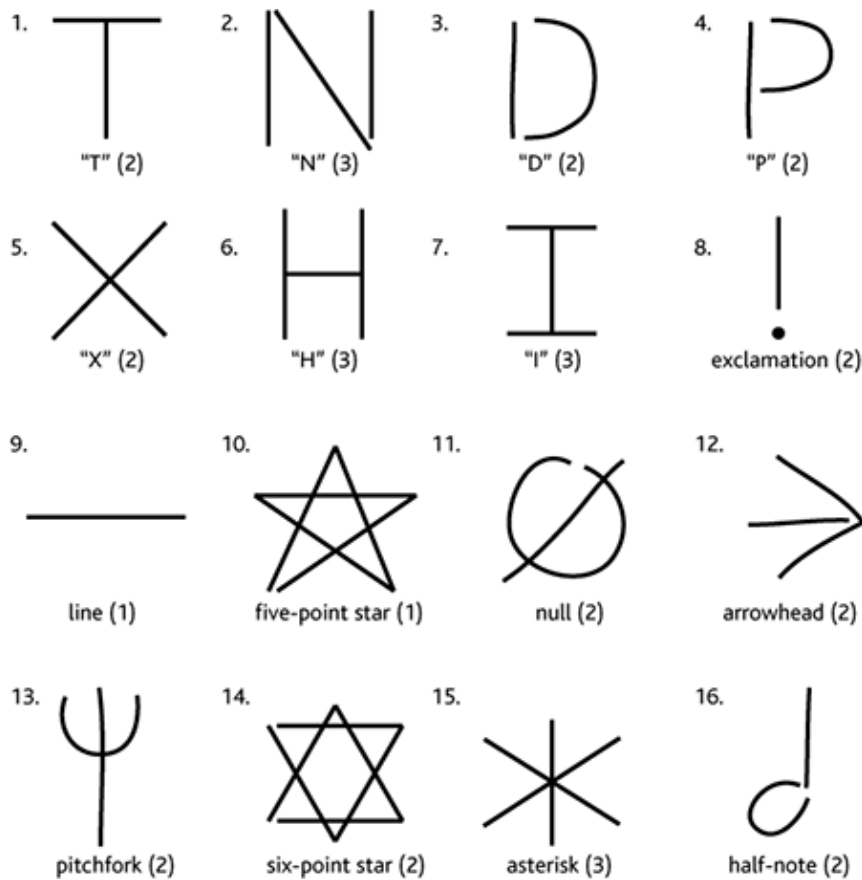 1. 2. 3. 4.
“T” (2) “N” (3) “D” (2) “P” (2)
5. 6. 7. 8.
“X” (2) “H” (3) “I” (3) exclamation (2)
9. 10. 11. 12.
line (1) five-point star (1) null (2) arrowhead (2)
13. 14. 15. 16.
pitchfork (2) six-point star (2) asterisk (3) half-note (2)